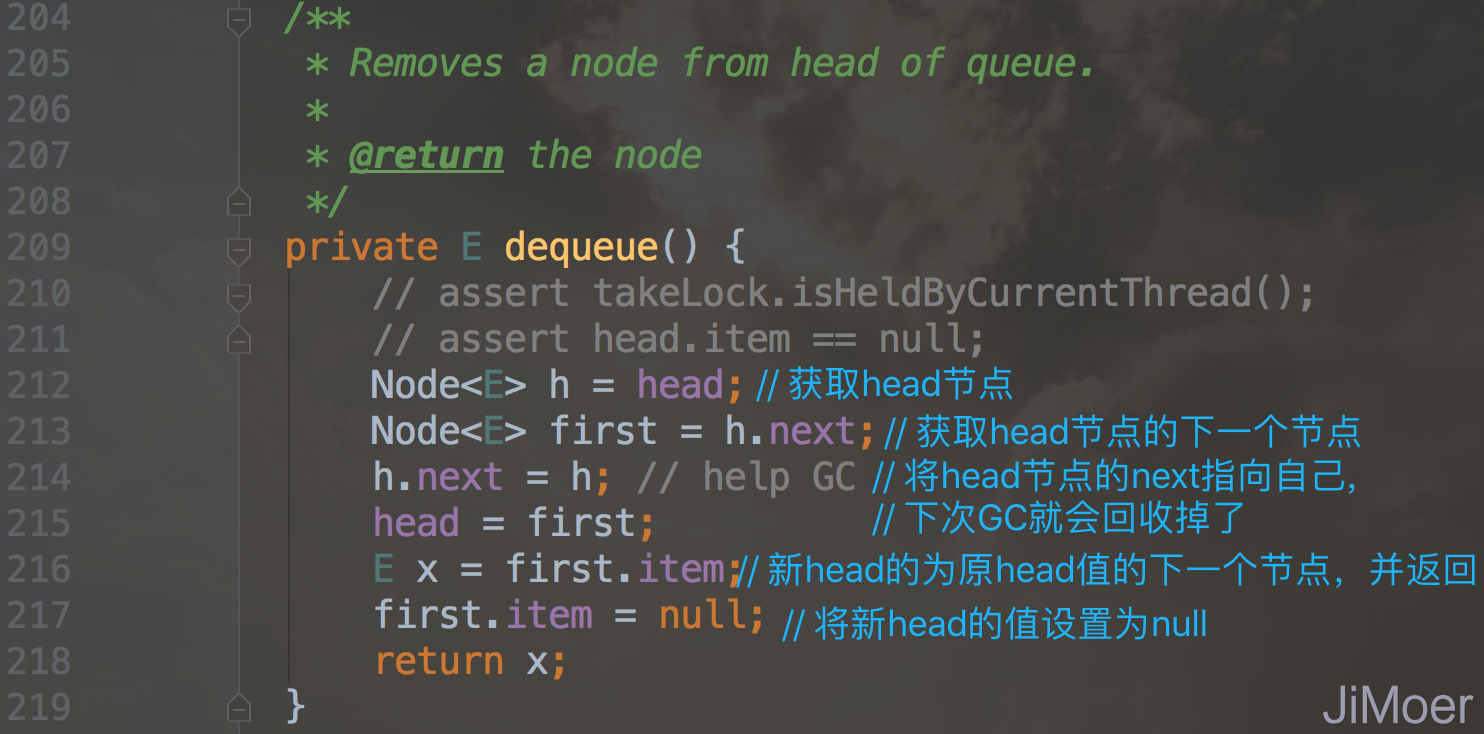 204 /**
205 * Removes a node from head of queue.
206 *
207 * @return the node
208 */
209 private E dequeue() {
210 // assert takeLock.isHeldByCurrentThread();
211 // assert head.item == null;
212 Node<E> h = head; // 获取head节点
213 Node<E> first = h.next; // 获取head节点的下一个节点
214 h.next = h; // help GC // 将head节点的next指向自己,
215 head = first; // 下次GC就会回收掉了
216 E x = first.item; // 新head的为原head值的下一个节点，并返回
217 first.item = null; // 将新head的值设置为null
218 return x;
219 }
JiMoer